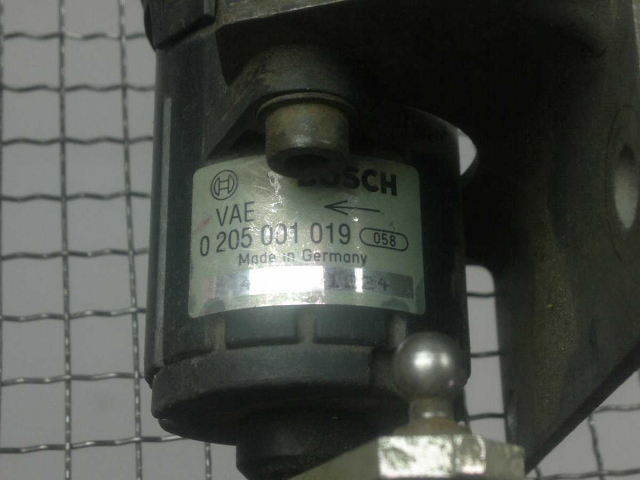 BOSCH
VAE ←
0 205 001 019 058
Made in Germany